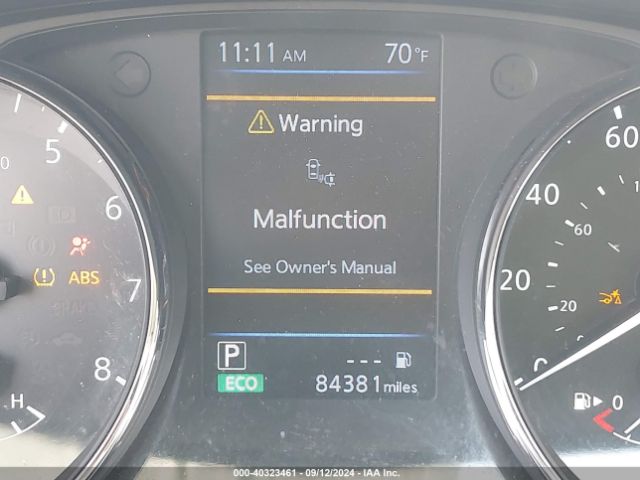 11:11 AM 70°F
Warning
Malfunction
See Owner's Manual
P ---
ECO 84381 miles
5
6
7
8
H
ABS
60
40
20
0
60
20
0
000-40323461 - 09/12/2024 - IAA Inc.